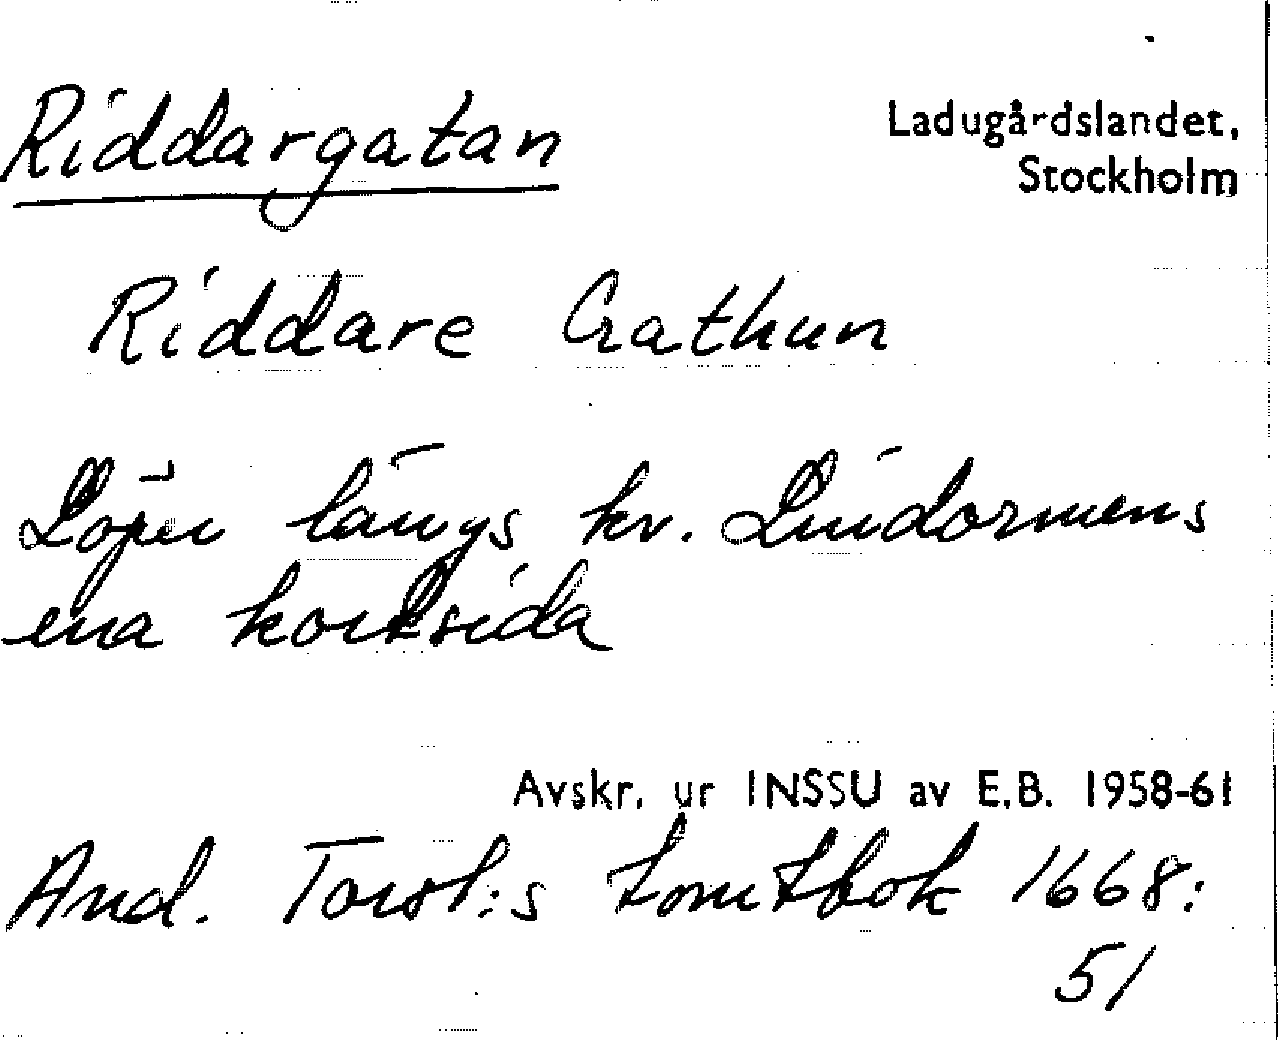 Riddargatan
Ladugårdslandet,
Stockholm
Riddare Gathun
Löper längs kv. Lindormens
ena kortsida
Avskr. ur INSSU av E.B. 1958-61
And. Torst:s tomtbok 1668:
51